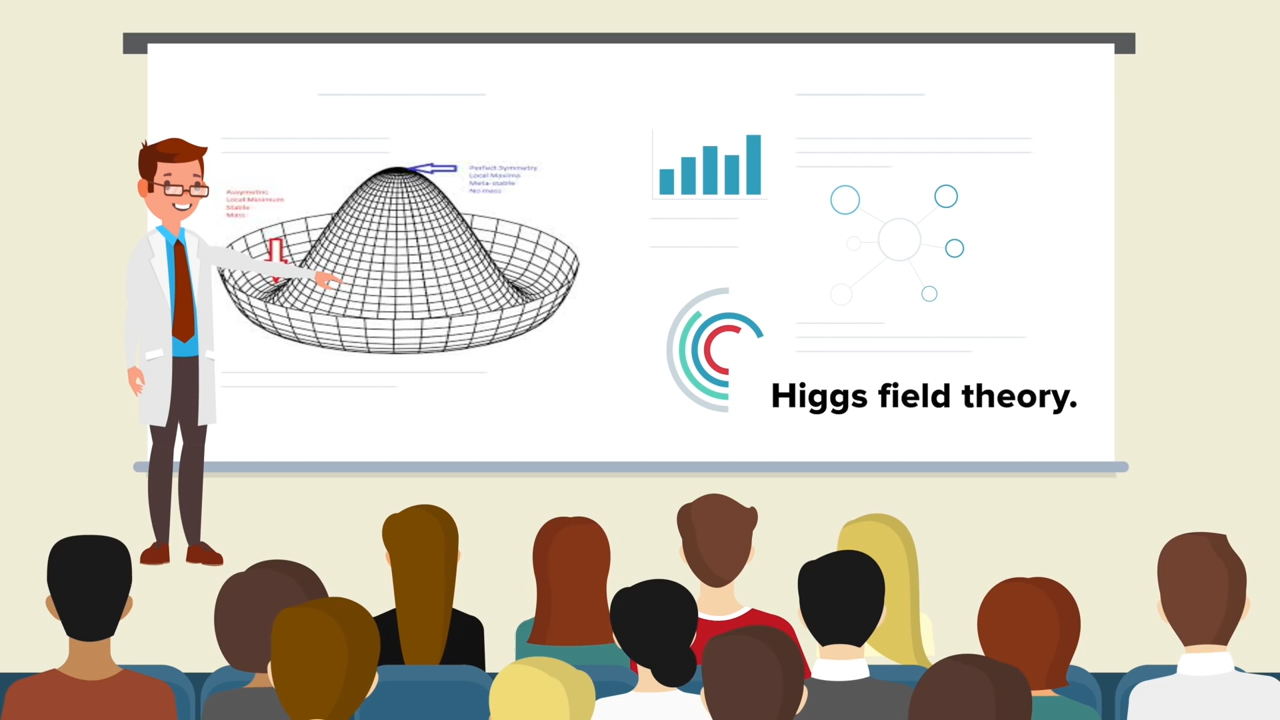 Perfect Symmetry
Local Maxima
Meta-stable
No mass
Asymmetric
Local Minimum
Stable
Mass
Higgs field theory.